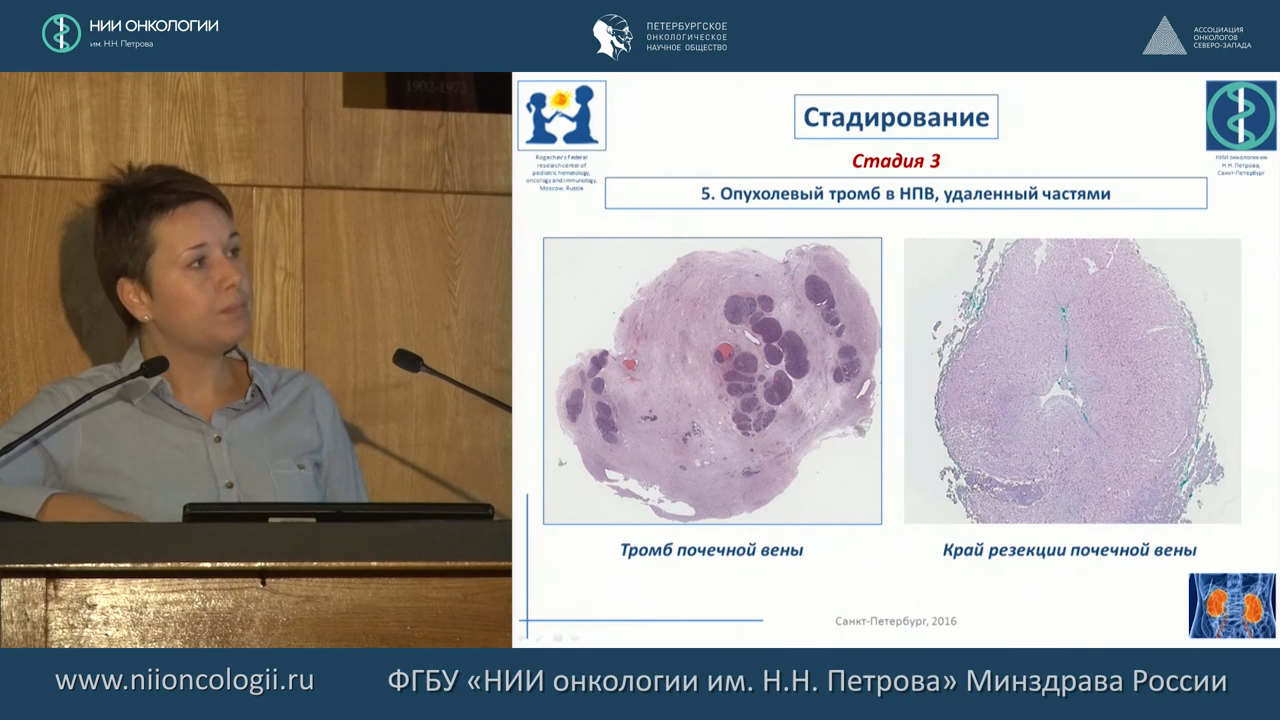 НИИ ОНКОЛОГИИ
им. Н.Н. Петрова
ПЕТЕРБУРГСКОЕ
ОНКОЛОГИЧЕСКОЕ
НАУЧНОЕ ОБЩЕСТВО
АССОЦИАЦИЯ
ОНКОЛОГОВ
СЕВЕРО-ЗАПАДА
1902-1972
Rogachev's Federal
research center of
pediatric hematology,
oncology and immunology,
Moscow, Russia
Стадирование
НИИ онкологии им
Н.Н. Петрова,
Санкт-Петербург
Стадия 3
5. Опухолевый тромб в НПВ, удаленный частями
Тромб почечной вены
Край резекции почечной вены
Санкт-Петербург, 2016
www.niioncologii.ru
ФГБУ «НИИ онкологии им. Н.Н. Петрова» Минздрава России